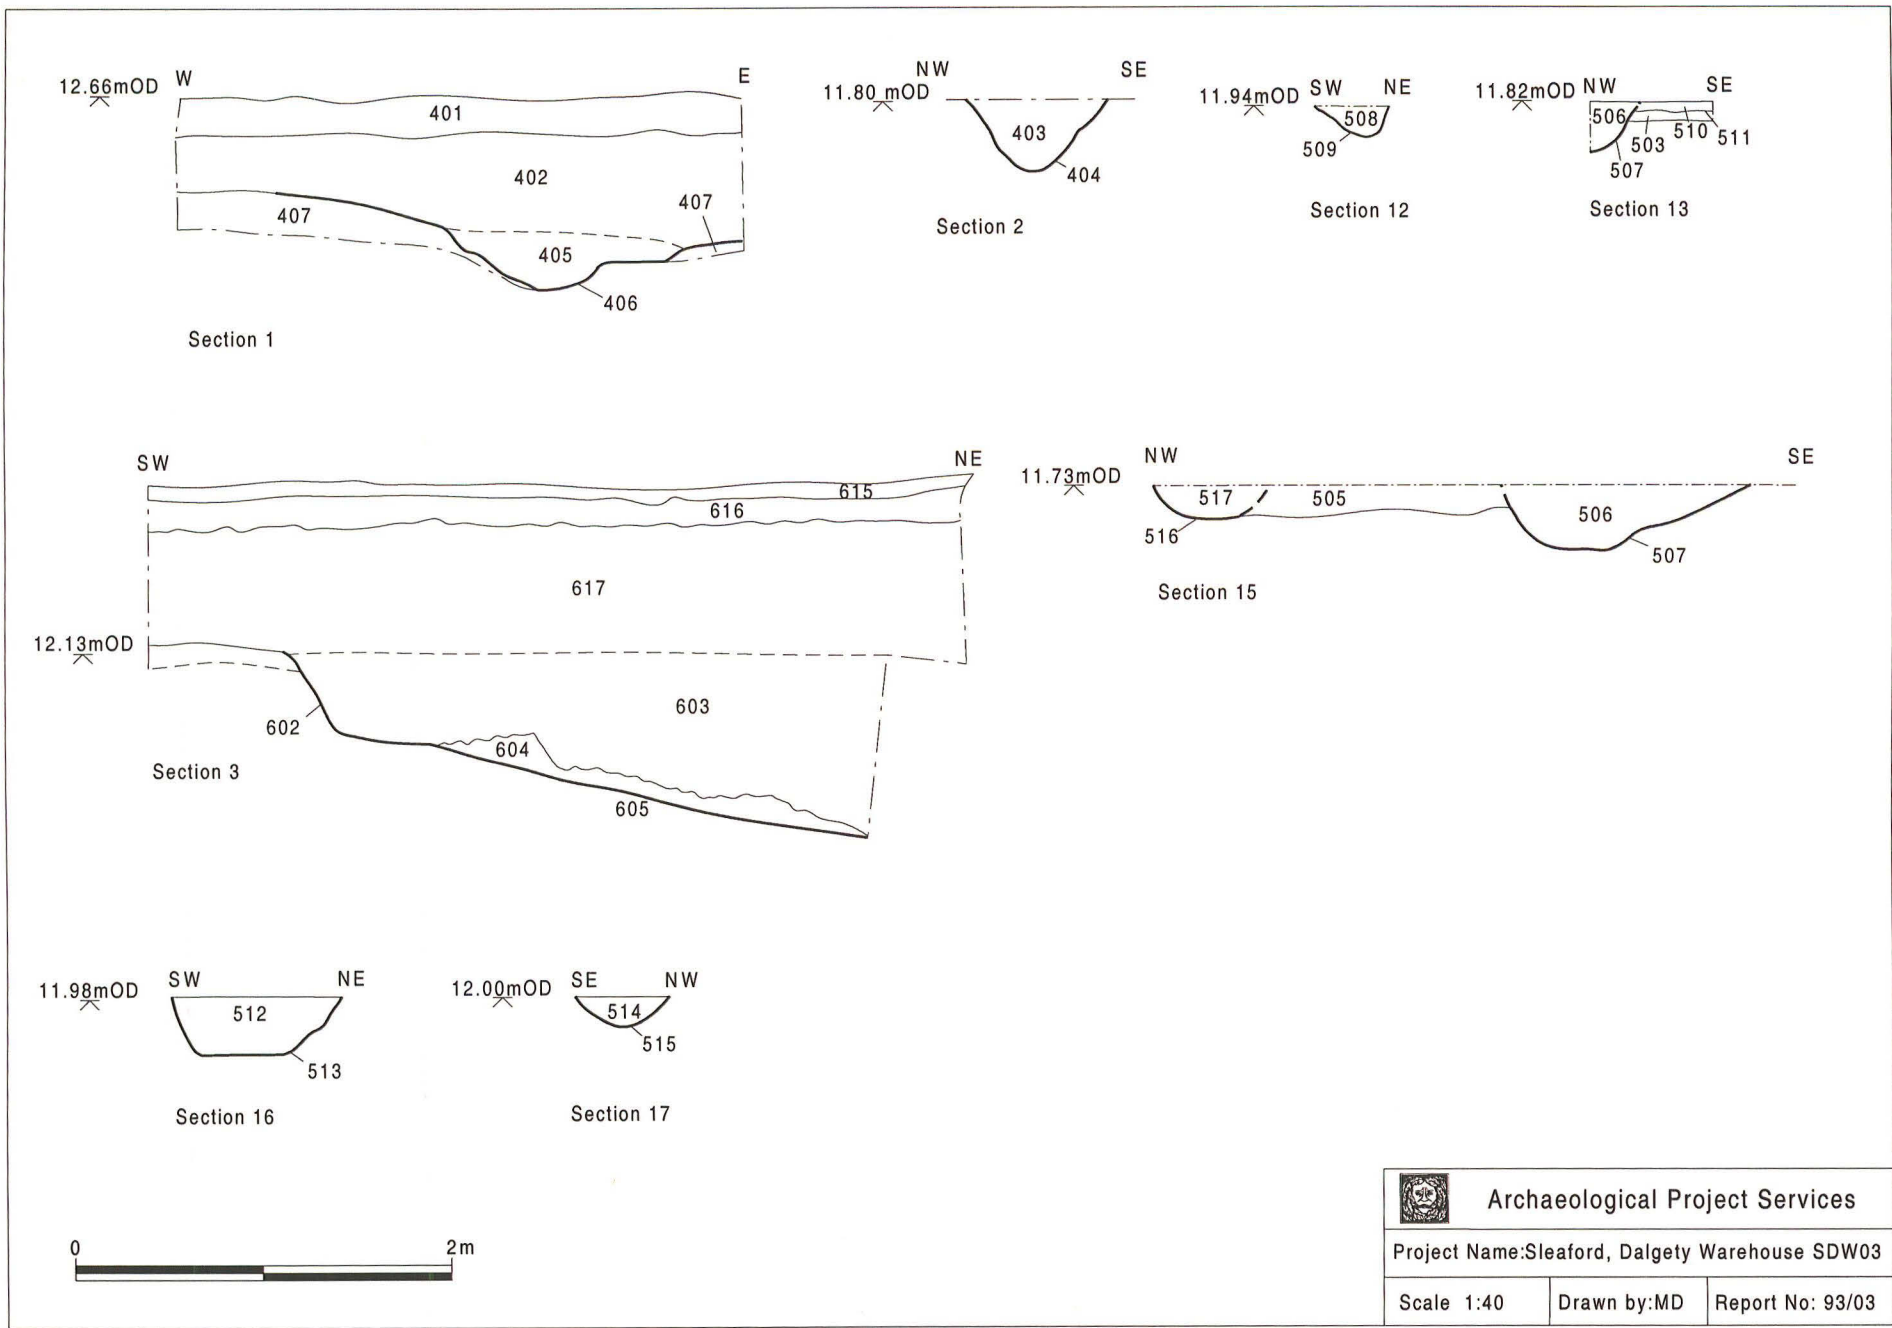 12.66mOD
W
E
401
402
407
407
405
406
Section 1
NW
SE
11.80 mOD
403
404
Section 2
SW
NE
11.94mOD
508
509
Section 12
11.82mOD
NW
SE
506
503
510
511
507
Section 13
SW
NE
615
616
617
12.13mOD
603
602
604
605
Section 3
NW
SE
11.73mOD
517
505
506
516
507
Section 15
SW
NE
11.98mOD
512
513
Section 16
SE
NW
12.00mOD
514
515
Section 17
0
2m
Archaeological Project Services
Project Name:Sleaford, Dalgety Warehouse SDW03
Scale 1:40
Drawn by:MD
Report No: 93/03